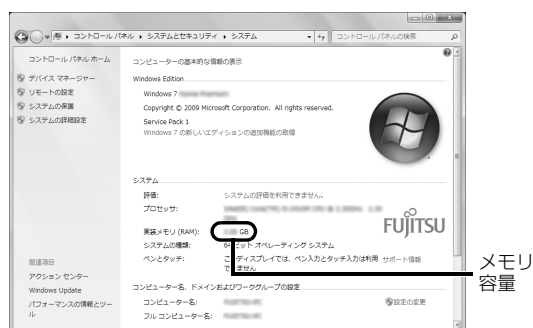 コントロール パネル ▸ システムとセキュリティ ▸ システム
コントロール パネルの検索
コントロール パネル ホーム
デバイス マネージャー
リモートの設定
システムの保護
システムの詳細設定
コンピューターの基本的な情報の表示
Windows Edition
Windows 7
Copyright © 2009 Microsoft Corporation. All rights reserved.
Service Pack 1
Windows 7 の新しいエディションの追加機能の取得
システム
評価: システムの評価を利用できません。
プロセッサ:
実装メモリ (RAM): GB
システムの種類: ビット オペレーティング システム
ペンとタッチ: ディスプレイでは、ペン入力とタッチ入力は利用
ません
FUJITSU
サポート情報
メモリ
容量
コンピューター名、ドメインおよびワークグループの設定
コンピューター名:
設定の変更
フル コンピューター名:
関連項目
アクション センター
Windows Update
パフォーマンスの情報とツー
ル